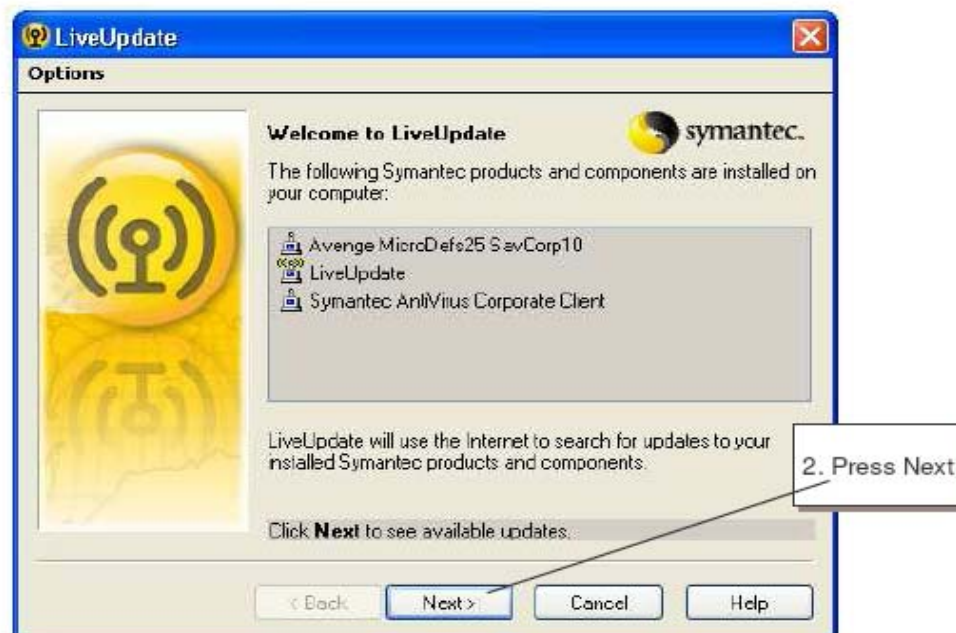 LiveUpdate
Options
Welcome to LiveUpdate
symantec.
The following Symantec products and components are installed on
your computer:
Avenge MicroDefs25 SavCorp10
LiveUpdate
Symantec AntiVirus Corporate Client
LiveUpdate will use the Internet to search for updates to your
installed Symantec products and components.
2. Press Next
Click Next to see available updates.
< Back
Next >
Cancel
Help